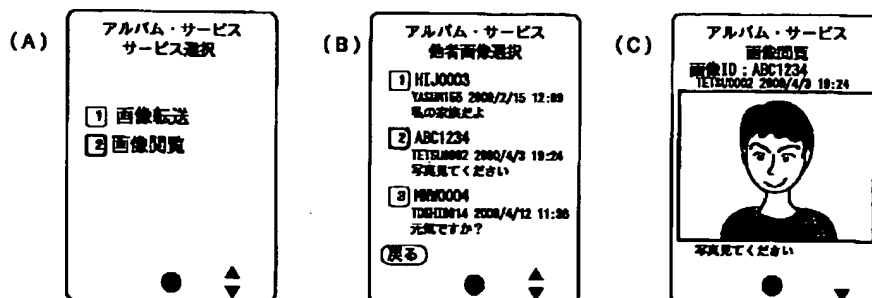 (A)
アルバム・サービス
サービス選択
1 画像転送
2 画像閲覧
(B)
アルバム・サービス
他者画像選択
1 HIJ0003
2000/2/15 12:09
私の家族だよ
2 ABC1234
TETSU0002 2000/4/3 19:24
写真見てください
3
2000/4/12 11:36
元気ですか?
戻る
(C)
アルバム・サービス
画像閲覧
画像ID:ABC1234
TETSU0002 2000/4/3 19:24
写真見てください